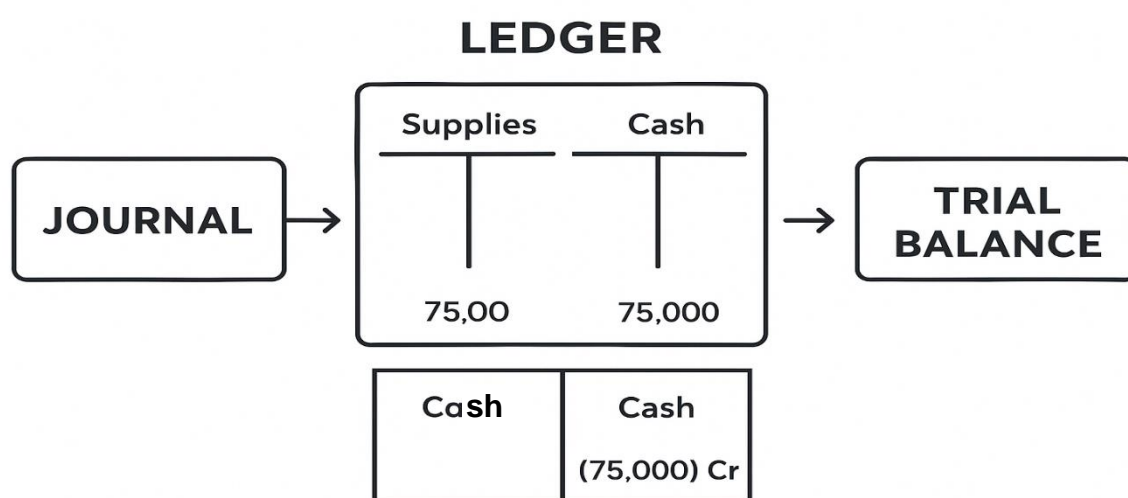 LEDGER
Supplies Cash
JOURNAL
TRIAL
BALANCE
75,00 75,000
Cash Cash
(75,000) Cr